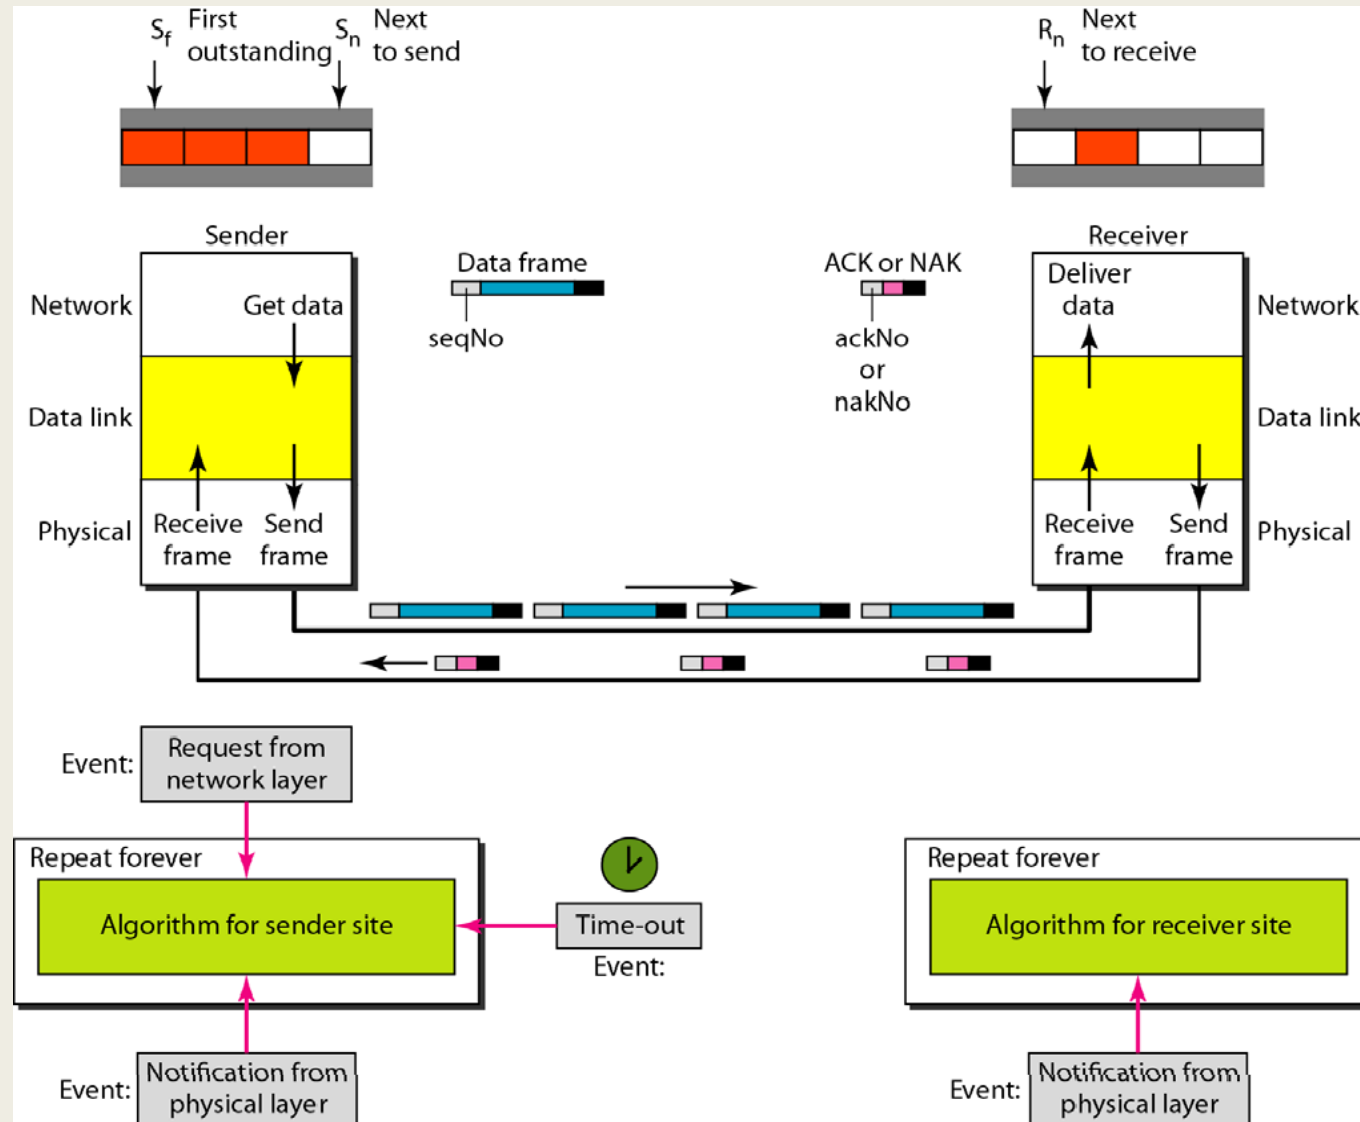 Sf First
outstanding
Sn Next
to send
Rn Next
to receive
Sender
Data frame
ACK or NAK
Receiver
Network
Get data
seqNo
ackNo
or
nakNo
Deliver
data
Network
Data link
Data link
Physical
Receive
frame
Send
frame
Receive
frame
Send
frame
Physical
Event:
Request from
network layer
Repeat forever
Algorithm for sender site
Time-out
Event:
Repeat forever
Algorithm for receiver site
Event:
Notification from
physical layer
Event:
Notification from
physical layer